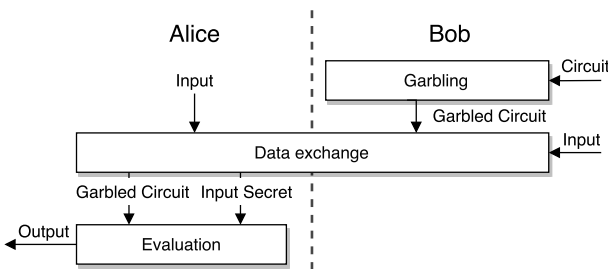 Alice
Bob
Circuit
Garbling
Input
Garbled Circuit
Input
Data exchange
Garbled Circuit
Input Secret
Output
Evaluation